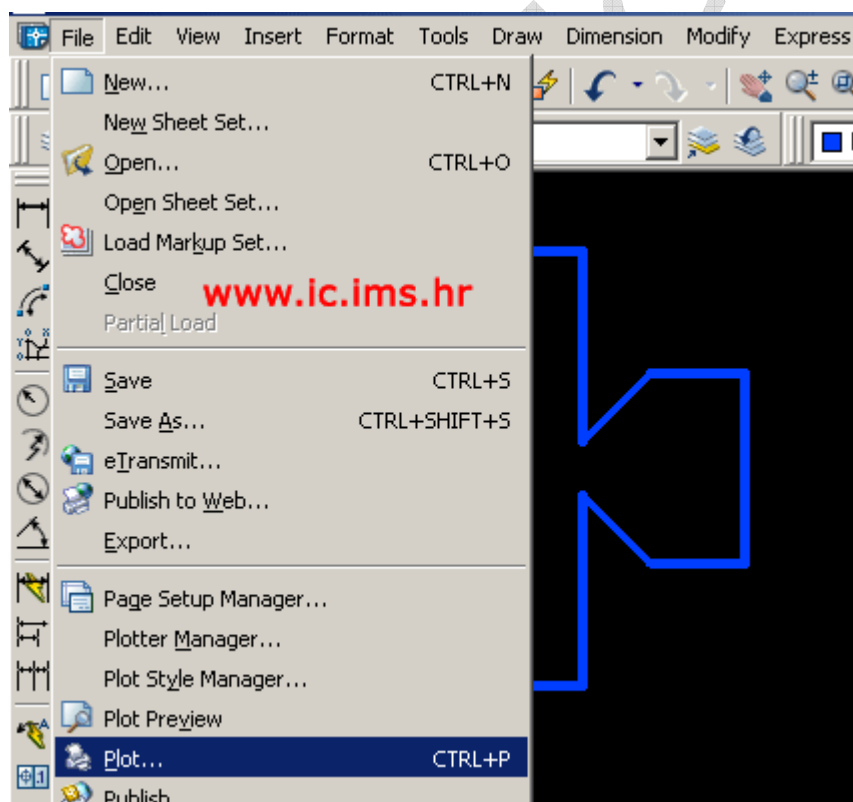 File Edit View Insert Format Tools Draw Dimension Modify Express
New... CTRL+N
New Sheet Set...
Open... CTRL+O
Open Sheet Set...
Load Markup Set...
Close
www.ic.ims.hr
Partial Load
Save CTRL+S
Save As... CTRL+SHIFT+S
eTransmit...
Publish to Web...
Export...
Page Setup Manager...
Plotter Manager...
Plot Style Manager...
Plot Preview
Plot... CTRL+P
Publish